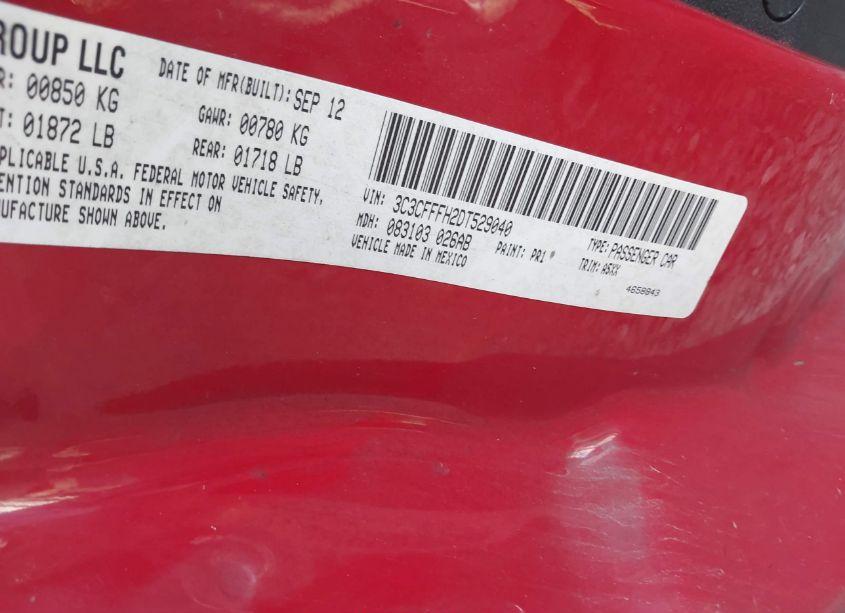 ROUP LLC
R: 00850 KG
T: 01872 LB
DATE OF MFR(BUILT): SEP 12
GAWR: 00780 KG
REAR: 01718 LB
PLICABLE U.S.A. FEDERAL MOTOR VEHICLE SAFETY,
ENTION STANDARDS IN EFFECT ON
NUFACTURE SHOWN ABOVE.
VIN: 3C3CFFFH2DT529040
MDH: 083103 026AB
VEHICLE MADE IN MEXICO
PAINT: PR1
TYPE: PASSENGER CAR
TRIM: A5XX
4658843